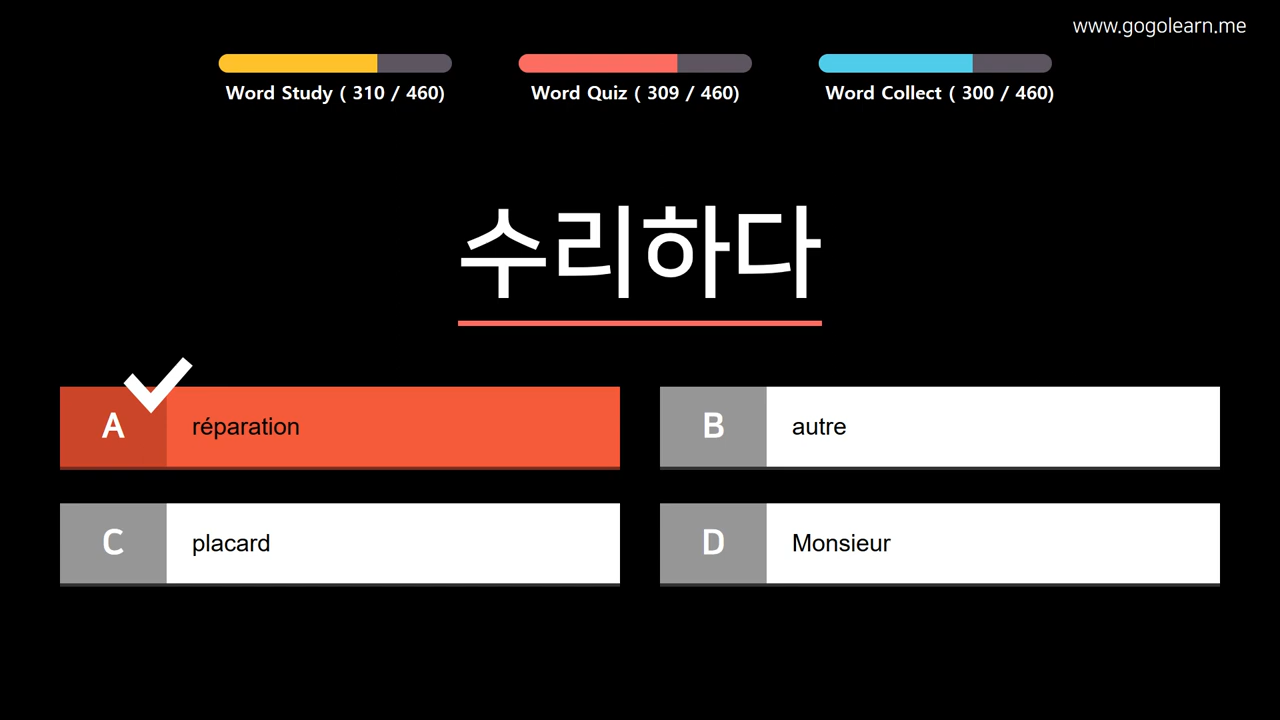 www.gogolearn.me
Word Study ( 310 / 460)
Word Quiz ( 309 / 460)
Word Collect ( 300 / 460)
수리하다
A réparation
B autre
C placard
D Monsieur